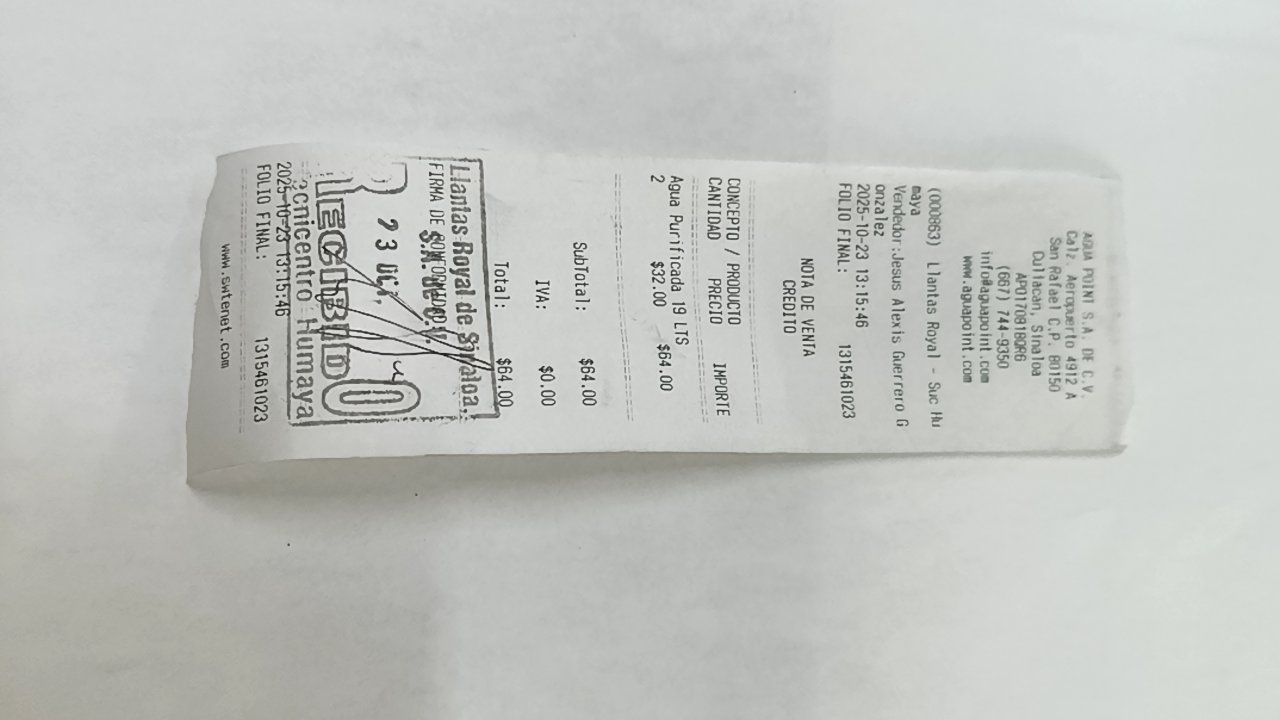 AGUA POINT S.A. DE C.V.
Calz. Aeropuerto 4912 A
San Rafael C.P. 80150
Culiacan, Sinaloa
APO170818QR6
(667) 744-9350
info@aguapoint.com
www.aguapoint.com
(000863) Llantas Royal - Suc Hu
maya
Vendedor:Jesus Alexis Guerrero G
onzalez
2025-10-23 13:15:46
FOLIO FINAL: 1315461023
NOTA DE VENTA
CREDITO
CONCEPTO / PRODUCTO
CANTIDAD PRECIO IMPORTE
Agua Purificada 19 LTS
2 $32.00 $64.00
SubTotal: $64.00
IVA: $0.00
Total: $64.00
Llantas Royal de Sinaloa,
FIRMA DE CONFORMIDAD
S.A. de C.V.
23 OCT.
RECIBIDO
Tecnicentro Humaya
2025-10-23 13:15:46
FOLIO FINAL: 1315461023
www.swtenet.com